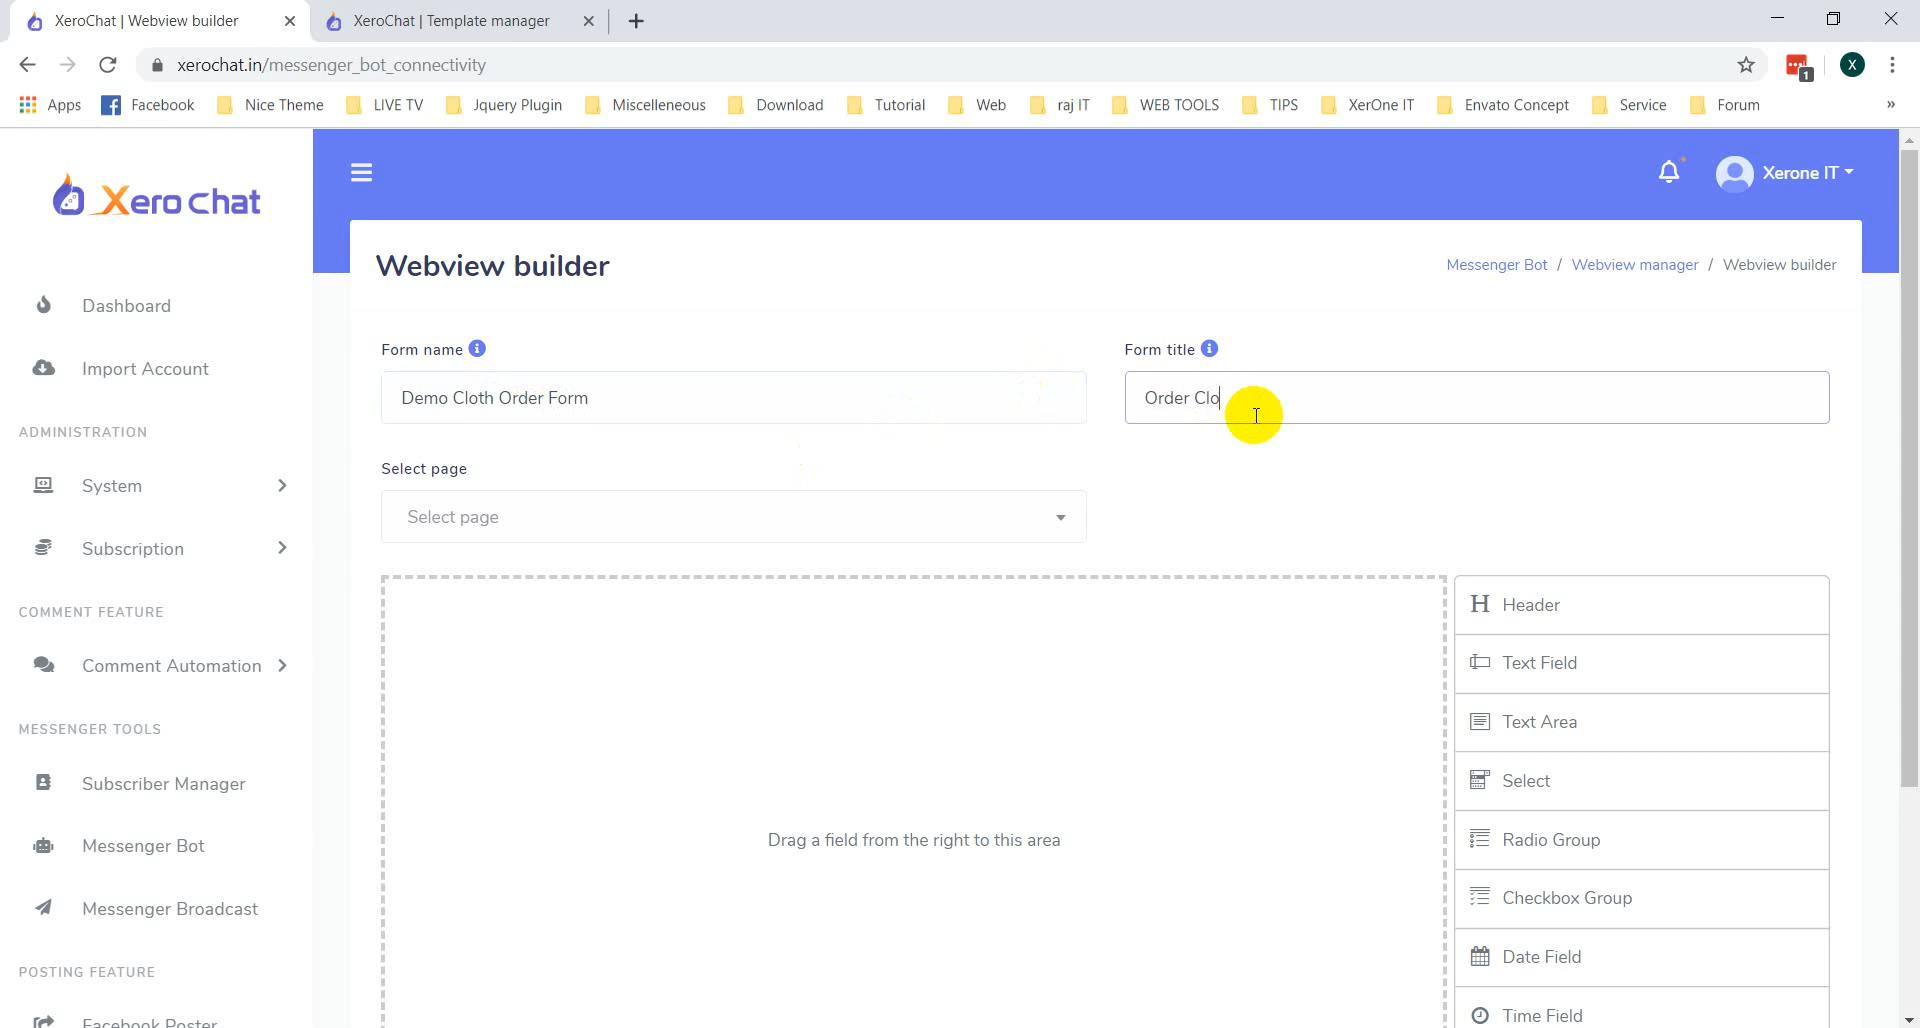 XeroChat | Webview builder
XeroChat | Template manager
xerochat.in/messenger_bot_connectivity
1
X
Apps
Facebook
Nice Theme
LIVE TV
Jquery Plugin
Miscelleneous
Download
Tutorial
Web
raj IT
WEB TOOLS
TIPS
XerOne IT
Envato Concept
Service
Forum
»
Xero chat
Xerone IT
Webview builder
Messenger Bot / Webview manager / Webview builder
Dashboard
Import Account
ADMINISTRATION
System
Subscription
COMMENT FEATURE
Comment Automation
MESSENGER TOOLS
Subscriber Manager
Messenger Bot
Messenger Broadcast
POSTING FEATURE
Facebook Poster
Form name
Demo Cloth Order Form
Form title
Order Clo
Select page
Select page
Drag a field from the right to this area
H Header
Text Field
Text Area
Select
Radio Group
Checkbox Group
Date Field
Time Field